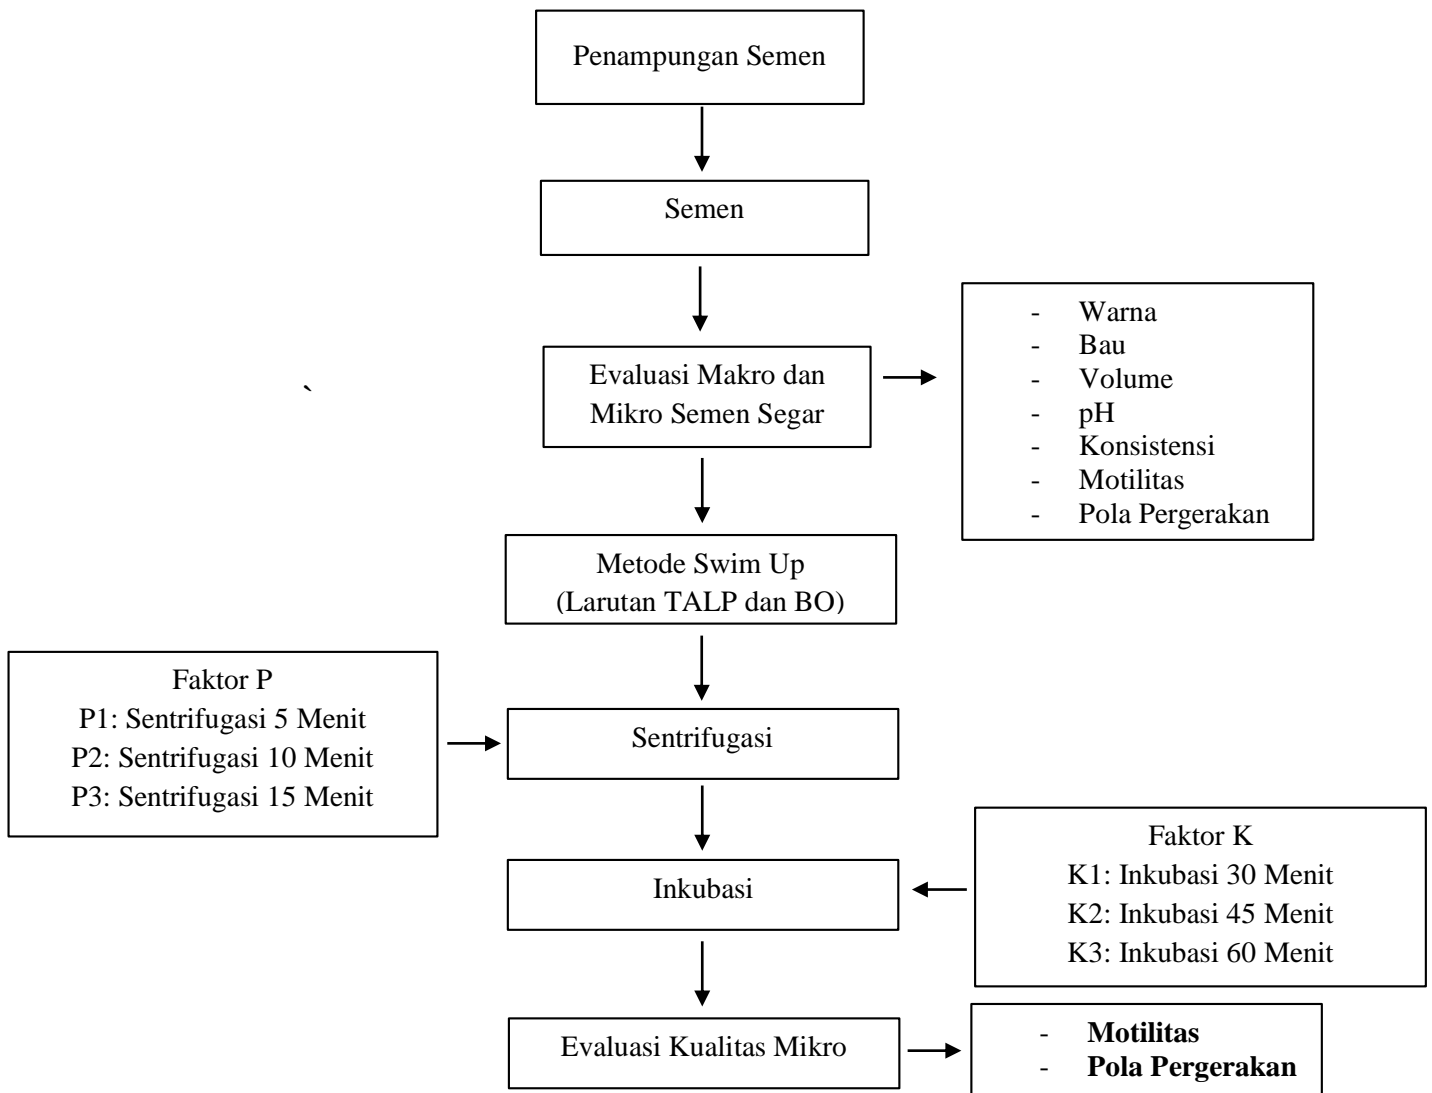 Penampungan Semen
Semen
Evaluasi Makro dan
Mikro Semen Segar
- Warna
- Bau
- Volume
- pH
- Konsistensi
- Motilitas
- Pola Pergerakan
`
Metode Swim Up
(Larutan TALP dan BO)
Faktor P
P1: Sentrifugasi 5 Menit
P2: Sentrifugasi 10 Menit
P3: Sentrifugasi 15 Menit
Sentrifugasi
Inkubasi
Faktor K
K1: Inkubasi 30 Menit
K2: Inkubasi 45 Menit
K3: Inkubasi 60 Menit
Evaluasi Kualitas Mikro
- Motilitas
- Pola Pergerakan